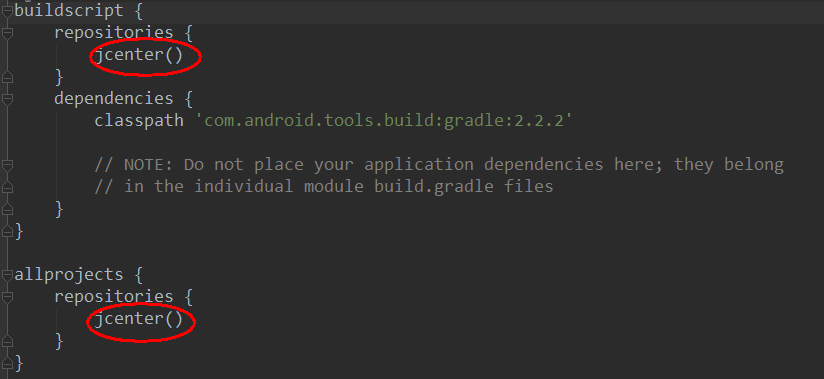 buildscript {
    repositories {
        jcenter()
    }
    dependencies {
        classpath 'com.android.tools.build:gradle:2.2.2'

        // NOTE: Do not place your application dependencies here; they belong
        // in the individual module build.gradle files
    }
}

allprojects {
    repositories {
        jcenter()
    }
}